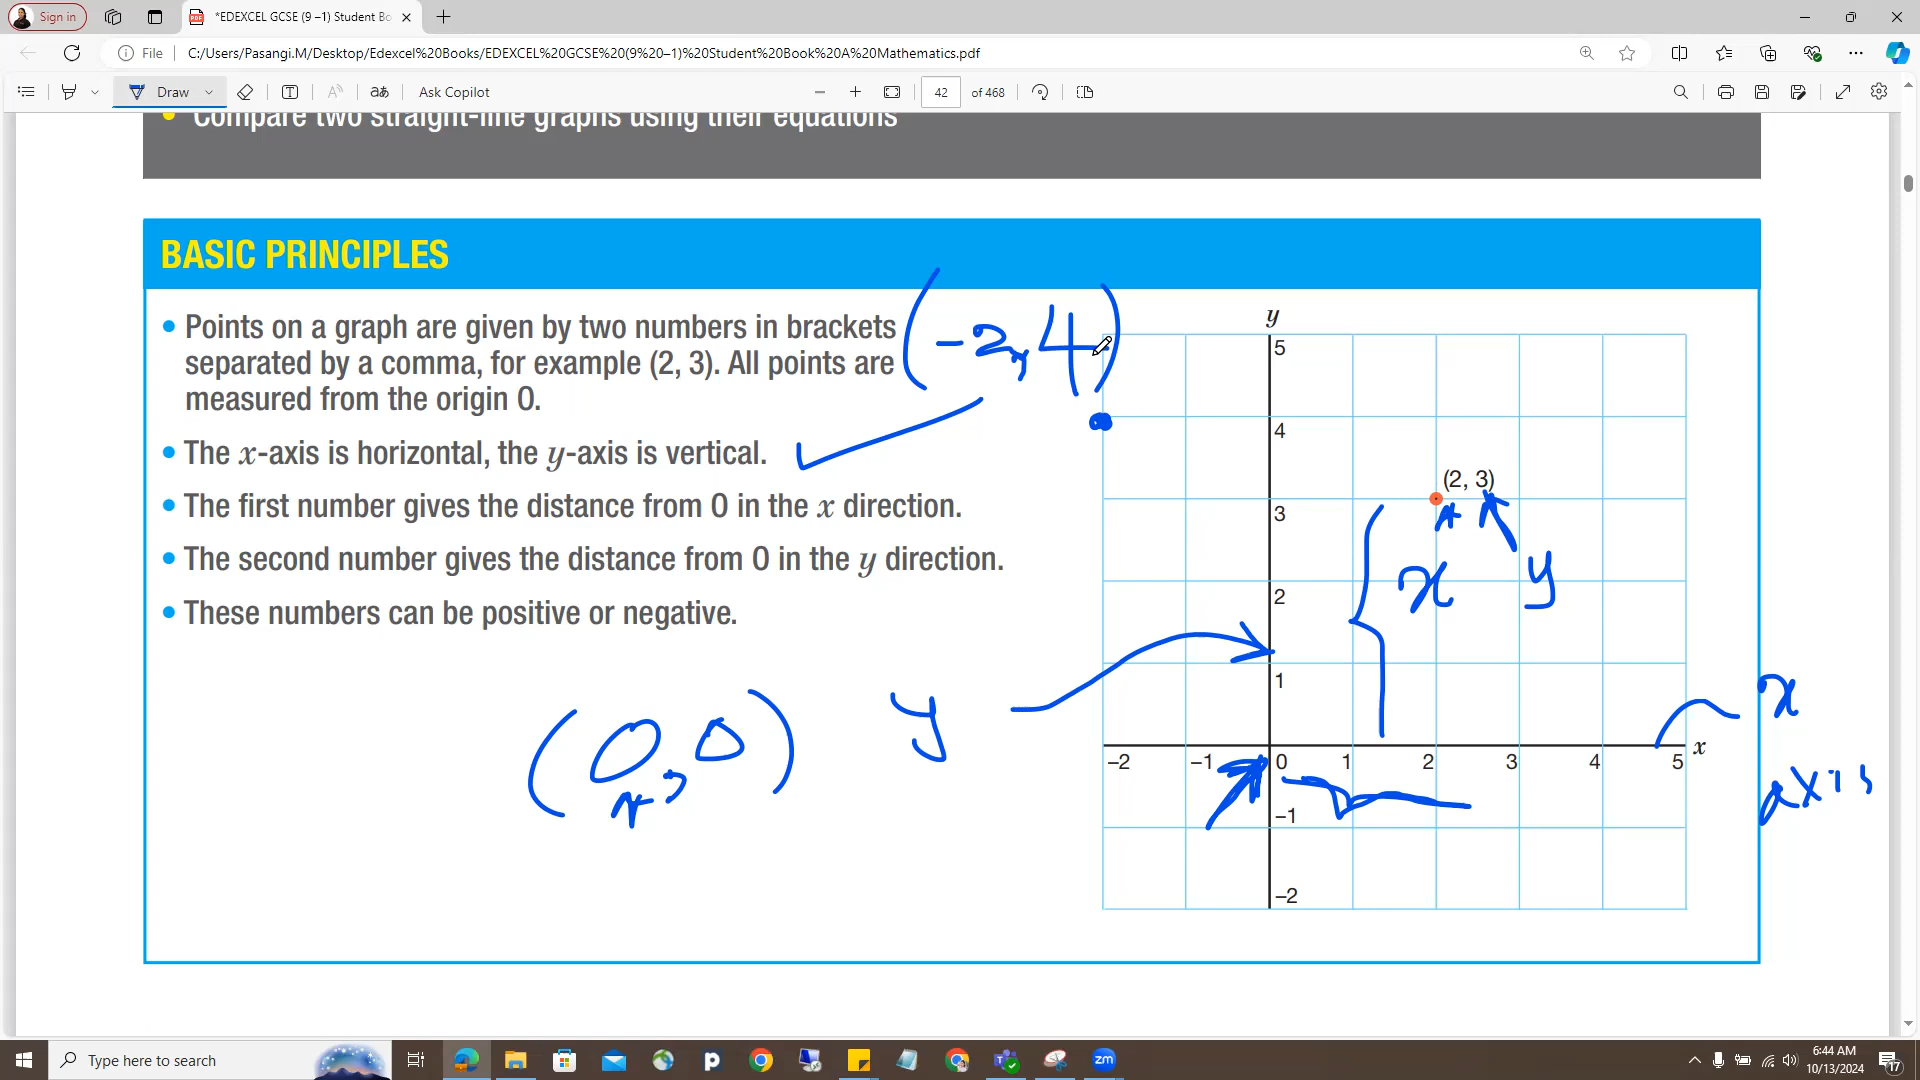 Sign in
*EDEXCEL GCSE (9 –1) Student Bo
File
C:/Users/Pasangi.M/Desktop/Edexcel%20Books/EDEXCEL%20GCSE%20(9%20–1)%20Student%20Book%20A%20Mathematics.pdf
Draw
Ask Copilot
42
of 468
Compare two straight-line graphs using their equations
BASIC PRINCIPLES
Points on a graph are given by two numbers in brackets
separated by a comma, for example (2, 3). All points are
measured from the origin 0.
The x-axis is horizontal, the y-axis is vertical.
The first number gives the distance from 0 in the x direction.
The second number gives the distance from 0 in the y direction.
These numbers can be positive or negative.
(-2, 4)
y
5
4
(2, 3)
3
2
1
x
y
-2
-1
0
1
2
3
4
5
x
–1
–2
(0, 0)
y
x
axis
Type here to search
zm
6:44 AM
10/13/2024
17